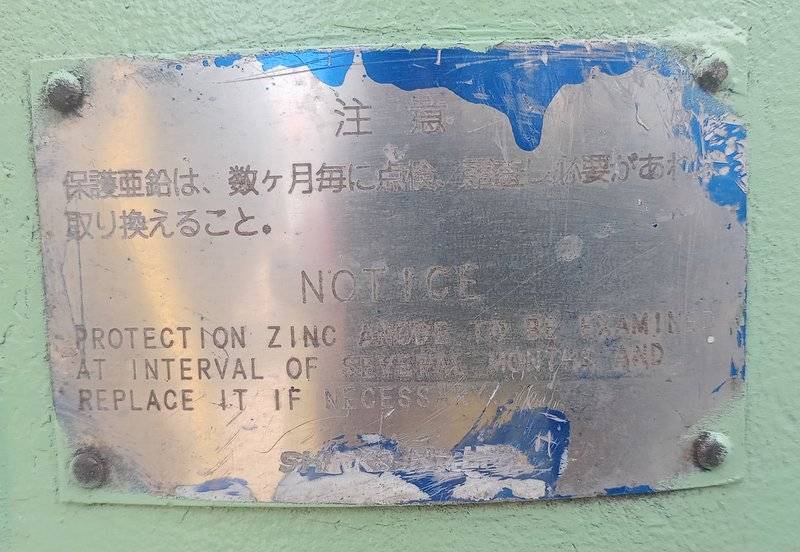 注意
保護亜鉛は、数ヶ月毎に点検、 必要があれ
取り換えること。
NOTICE
PROTECTION ZINC ANODE TO BE EXAMINED
AT INTERVAL OF SEVERAL MONTHS AND
REPLACE IT IF NECESSARY